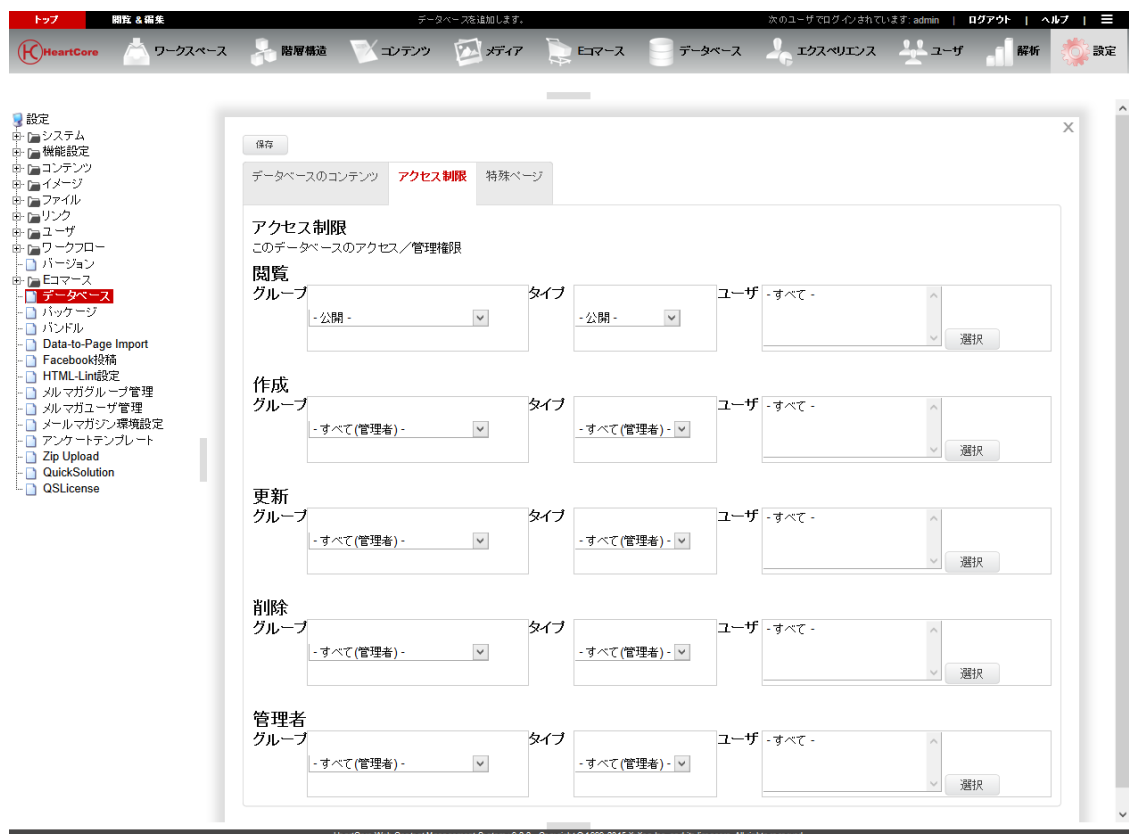 トップ 閲覧 & 編集 データベースを追加します。 次のユーザでログインされています: admin | ログアウト | ヘルプ |
HeartCore ワークスペース 階層構造 コンテンツ メディア Eコマース データベース エクスペリエンス ユーザ 解析 設定
設定
システム
機能設定
コンテンツ
イメージ
ファイル
リンク
ユーザ
ワークフロー
バージョン
Eコマース
データベース
パッケージ
バンドル
Data-to-Page Import
Facebook投稿
HTML-Lint設定
メルマガグループ管理
メルマガユーザ管理
メールマガジン環境設定
アンケートテンプレート
Zip Upload
QuickSolution
QSLicense
保存
データベースのコンテンツ アクセス制限 特殊ページ
アクセス制限
このデータベースのアクセス／管理権限
閲覧
グループ - 公開 - タイプ - 公開 - ユーザ - すべて - 選択
作成
グループ - すべて(管理者) - タイプ - すべて(管理者) - ユーザ - すべて - 選択
更新
グループ - すべて(管理者) - タイプ - すべて(管理者) - ユーザ - すべて - 選択
削除
グループ - すべて(管理者) - タイプ - すべて(管理者) - ユーザ - すべて - 選択
管理者
グループ - すべて(管理者) - タイプ - すべて(管理者) - ユーザ - すべて - 選択